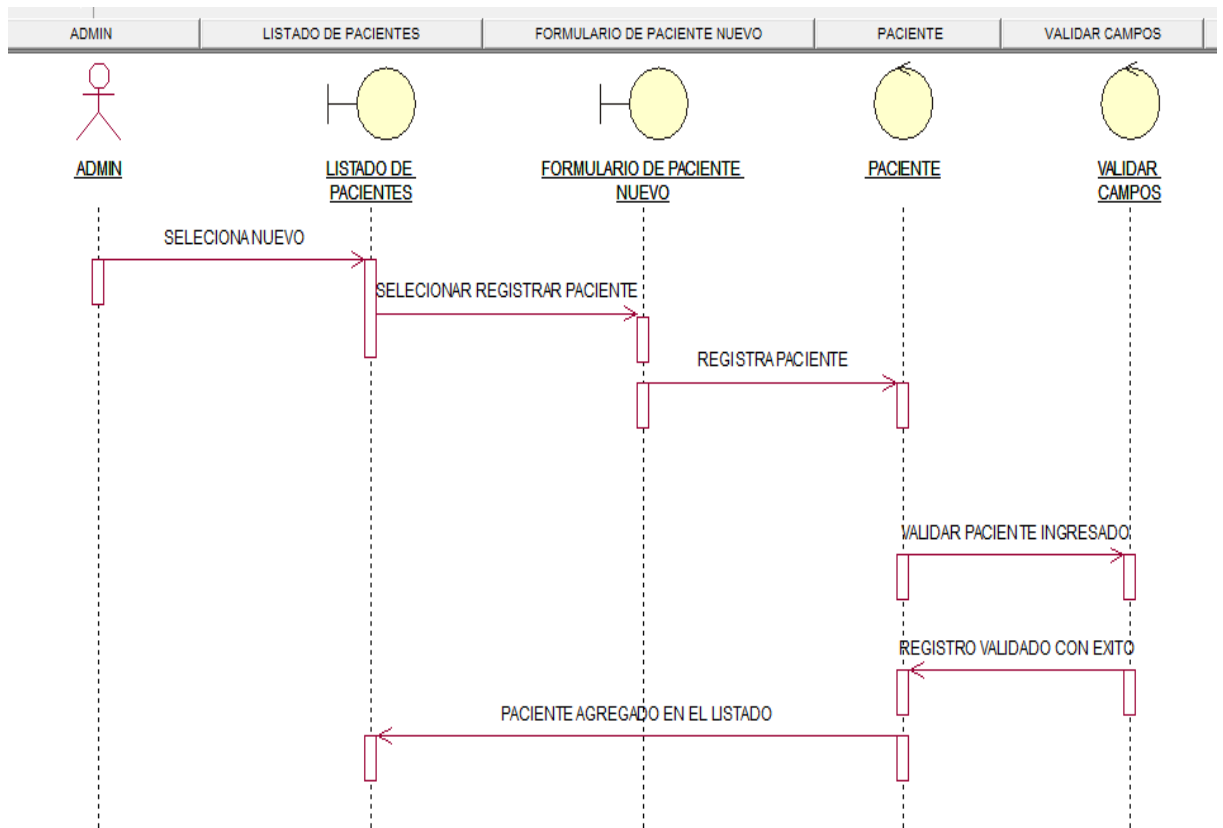 ADMIN
LISTADO DE PACIENTES
FORMULARIO DE PACIENTE NUEVO
PACIENTE
VALIDAR CAMPOS
ADMIN
LISTADO DE
PACIENTES
FORMULARIO DE PACIENTE
NUEVO
PACIENTE
VALIDAR
CAMPOS
SELECIONA NUEVO
SELECIONAR REGISTRAR PACIENTE
REGISTRA PACIENTE
VALIDAR PACIENTE INGRESADO
REGISTRO VALIDADO CON EXITO
PACIENTE AGREGADO EN EL LISTADO